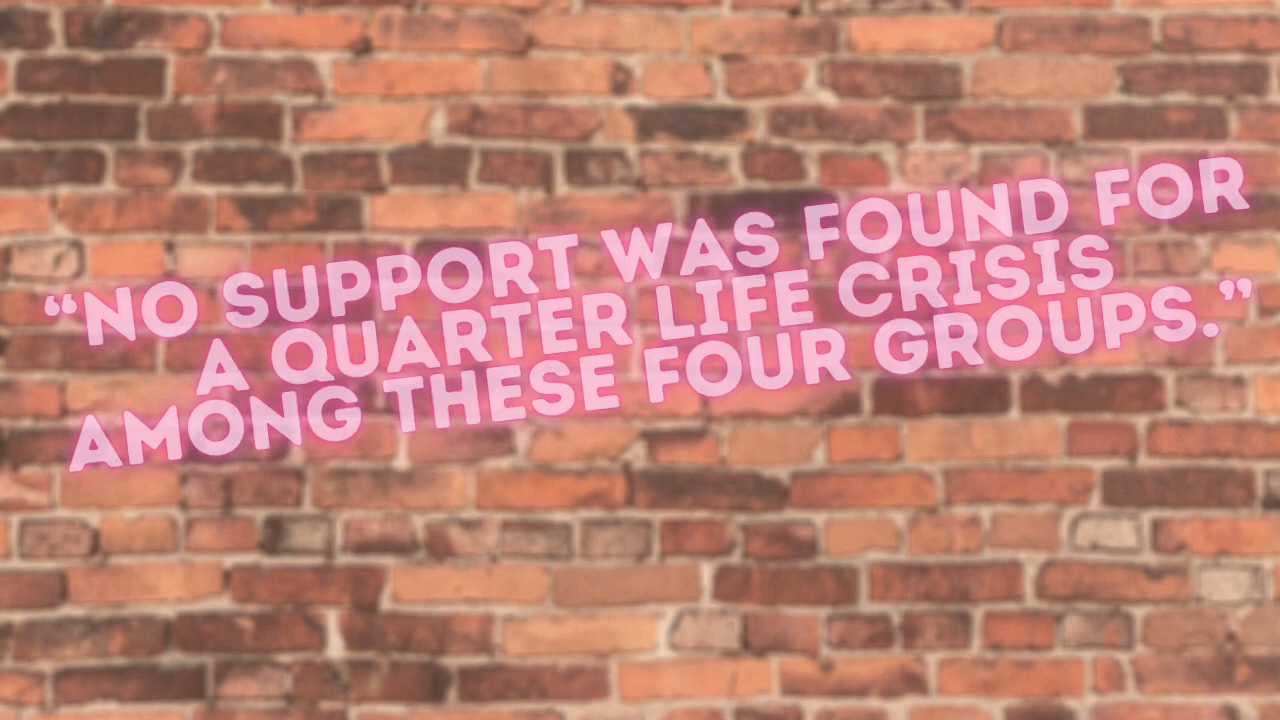 “NO SUPPORT WAS FOUND FOR
A QUARTER LIFE CRISIS
AMONG THESE FOUR GROUPS.”